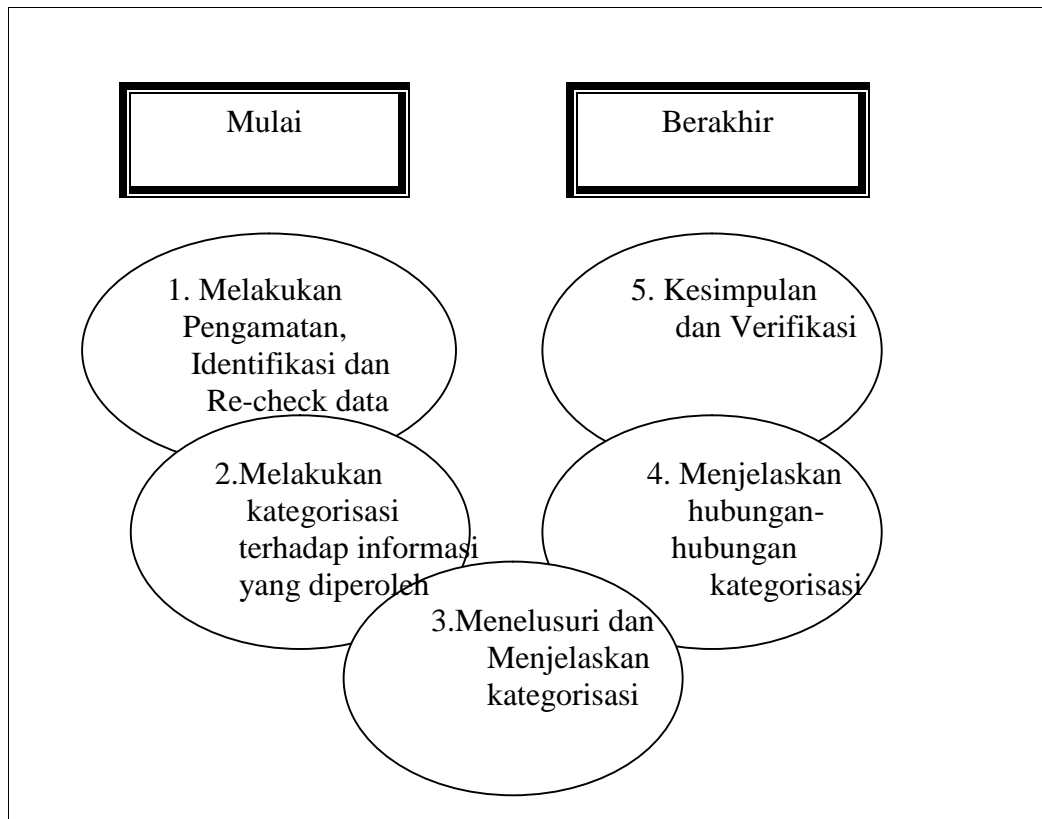 Mulai
Berakhir
1. Melakukan
Pengamatan,
Identifikasi dan
Re-check data
2.Melakukan
kategorisasi
terhadap informasi
yang diperoleh
3.Menelusuri dan
Menjelaskan
kategorisasi
4. Menjelaskan
hubungan-
hubungan
kategorisasi
5. Kesimpulan
dan Verifikasi